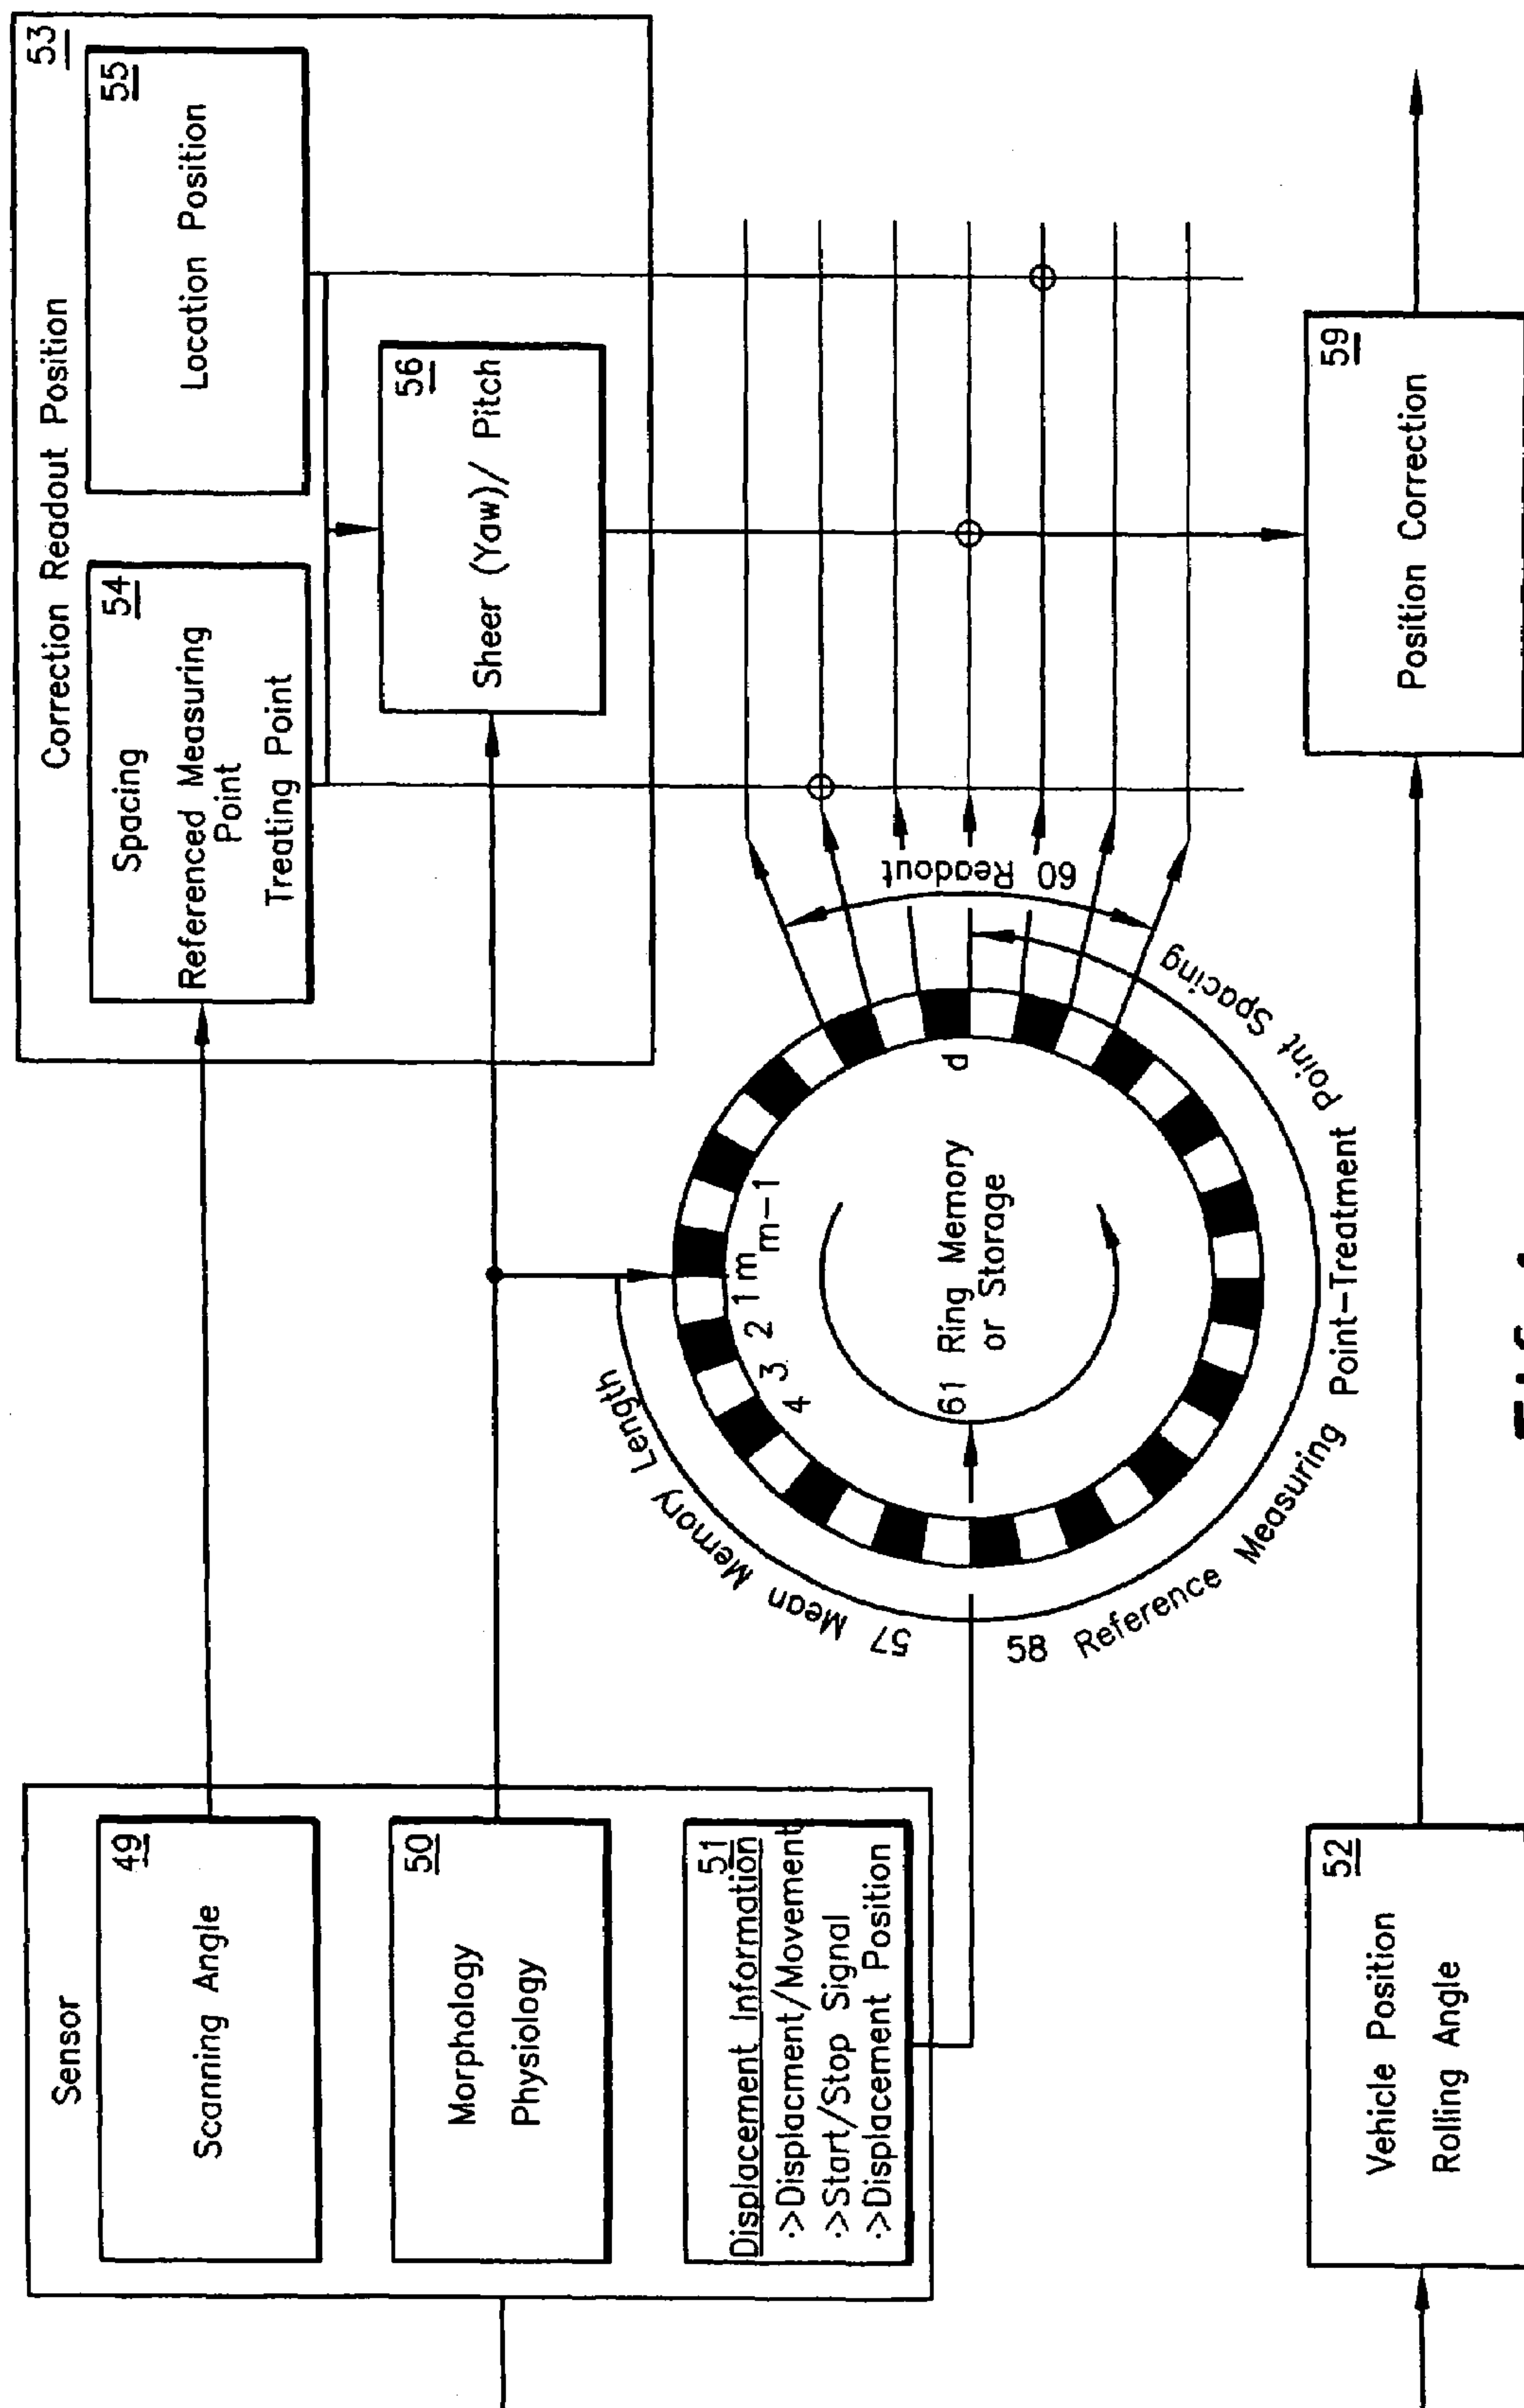 Sensor
49
Scanning Angle
50
Morphology
Physiology
51
Displacement Information
·>Displacment/Movement
·>Start/Stop Signal
·>Displacement Position
52
Vehicle Position
Rolling Angle
Correction Readout Position
53
54
Spacing
Referenced Measuring
Point
Treating Point
55
Location Position
56
Sheer (Yaw)/ Pitch
57 Mean Memory Length
4
3
2
1
m
m-1
61 Ring Memory
or Storage
d
60 Readout
58 Reference Measuring Point-Treatment Point Spacing
59
Position Correction